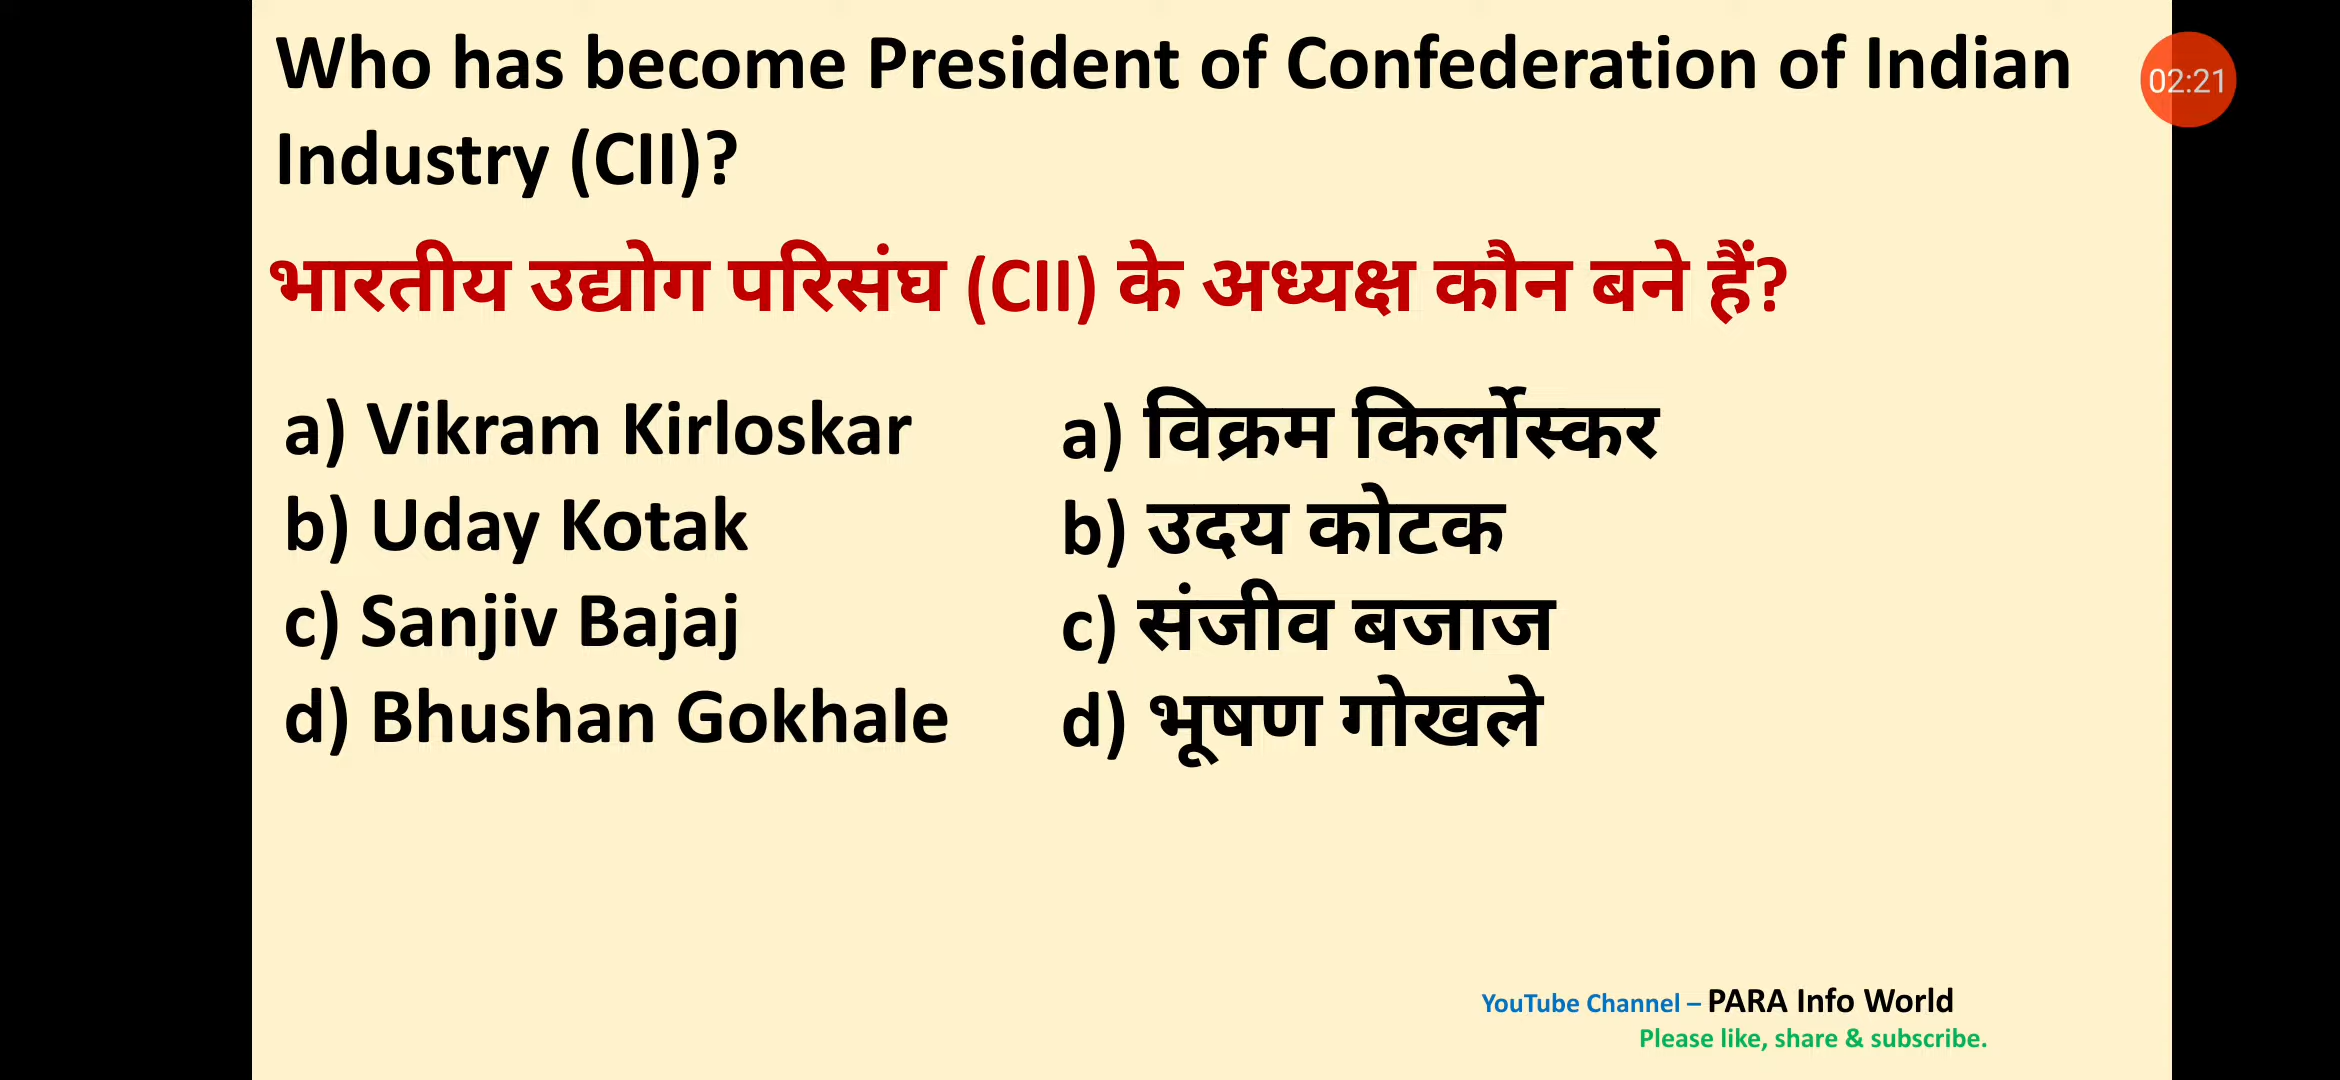 Who has become President of Confederation of Indian
Industry (CII)?
02:21
भारतीय उद्योग परिसंघ (CII) के अध्यक्ष कौन बने हैं?
a) Vikram Kirloskar
b) Uday Kotak
c) Sanjiv Bajaj
d) Bhushan Gokhale
a) विक्रम किर्लोस्कर
b) उदय कोटक
c) संजीव बजाज
d) भूषण गोखले
YouTube Channel – PARA Info World
Please like, share & subscribe.